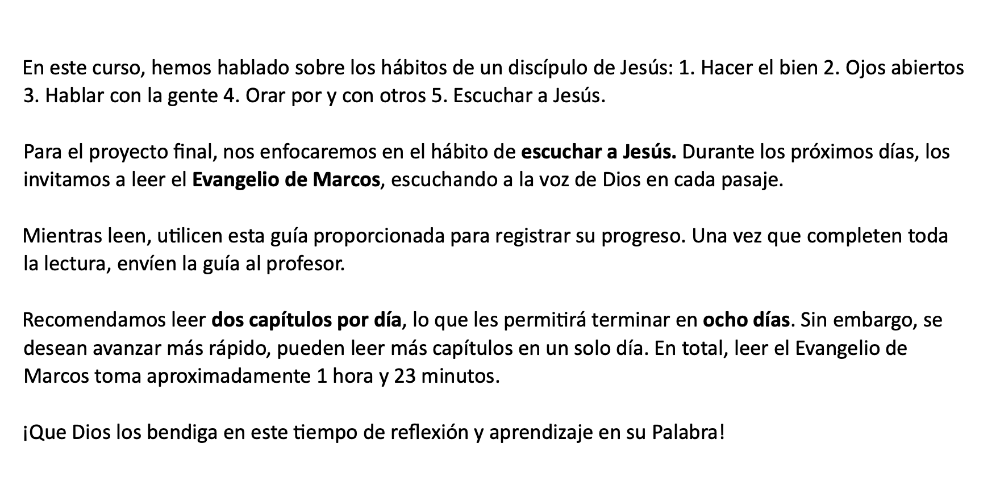 En este curso, hemos hablado sobre los hábitos de un discípulo de Jesús: 1. Hacer el bien 2. Ojos abiertos
3. Hablar con la gente 4. Orar por y con otros 5. Escuchar a Jesús.
Para el proyecto final, nos enfocaremos en el hábito de escuchar a Jesús. Durante los próximos días, los
invitamos a leer el Evangelio de Marcos, escuchando a la voz de Dios en cada pasaje.
Mientras leen, utilicen esta guía proporcionada para registrar su progreso. Una vez que completen toda
la lectura, envíen la guía al profesor.
Recomendamos leer dos capítulos por día, lo que les permitirá terminar en ocho días. Sin embargo, se
desean avanzar más rápido, pueden leer más capítulos en un solo día. En total, leer el Evangelio de
Marcos toma aproximadamente 1 hora y 23 minutos.
¡Que Dios los bendiga en este tiempo de reflexión y aprendizaje en su Palabra!